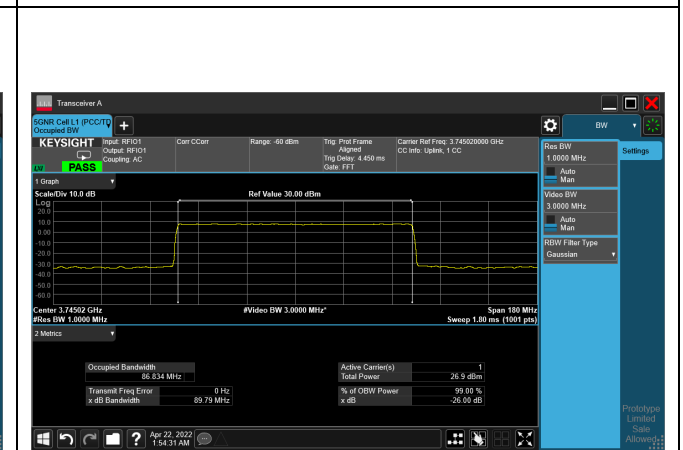 Transceiver A
5GNR Cell L1 (PCC/TD
Occupied BW
+
BW
KEYSIGHT
Input: RFIO1
Output: RFIO1
Coupling: AC
Corr CCorr
Range: -60 dBm
Trig: Prot Frame
Aligned
Trig Delay: 4.450 ms
Gate: FFT
Carrier Ref Freq: 3.745020000 GHz
CC Info: Uplink, 1 CC
PASS
Res BW
1.0000 MHz
Auto
Man
Settings
Video BW
3.0000 MHz
Auto
Man
RBW Filter Type
Gaussian
1 Graph
Scale/Div 10.0 dB
Ref Value 30.00 dBm
Log
20.0
10.0
0.00
-10.0
-20.0
-30.0
-40.0
-50.0
-60.0
Center 3.74502 GHz
#Video BW 3.0000 MHz*
Span 180 MHz
#Res BW 1.0000 MHz
Sweep 1.80 ms (1001 pts)
2 Metrics
Occupied Bandwidth
86.834 MHz
Active Carrier(s) 1
Total Power 26.9 dBm
Transmit Freq Error 0 Hz
x dB Bandwidth 89.79 MHz
% of OBW Power 99.00 %
x dB -26.00 dB
Prototype
Limited
Sale
Allowed
?
Apr 22, 2022
1:54:31 AM